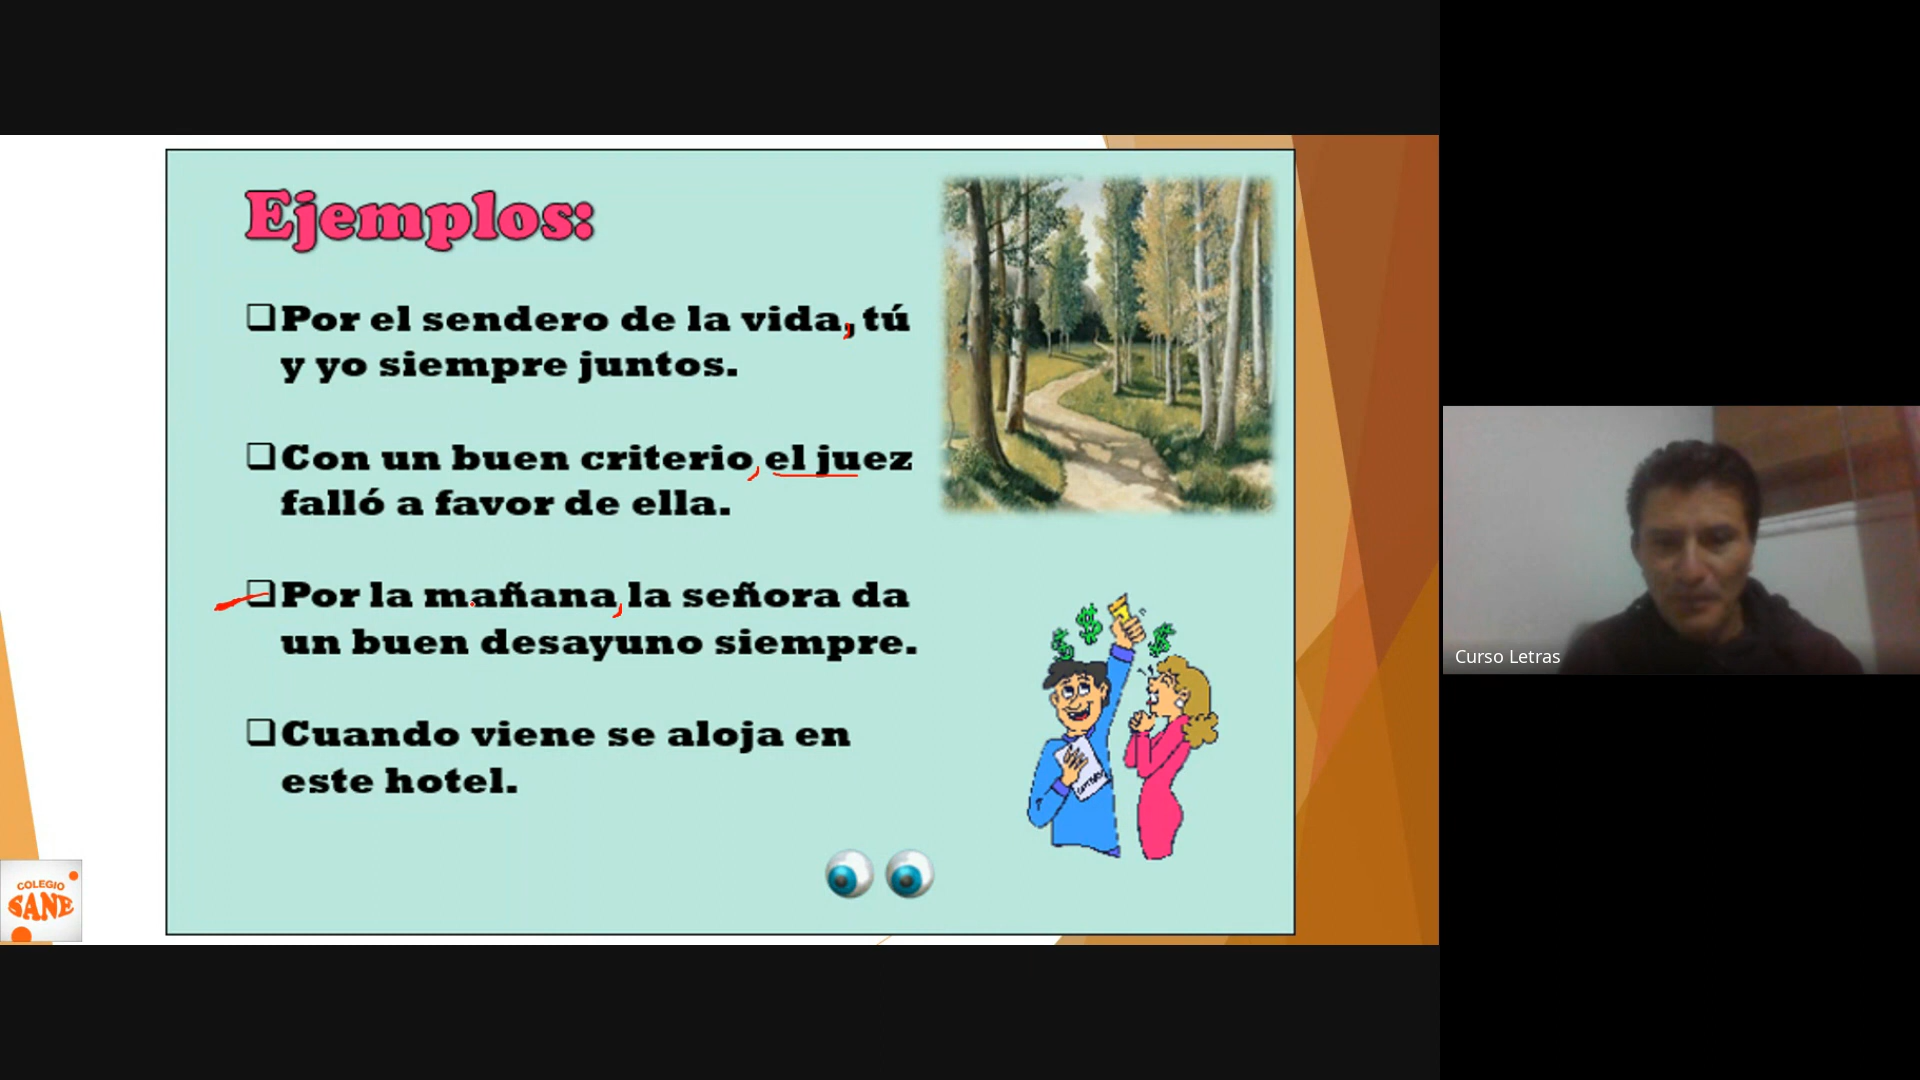 Ejemplos:
Por el sendero de la vida, tú
y yo siempre juntos.
Con un buen criterio, el juez
falló a favor de ella.
Por la mañana, la señora da
un buen desayuno siempre.
Cuando viene se aloja en
este hotel.
COLEGIO
SANE
Curso Letras